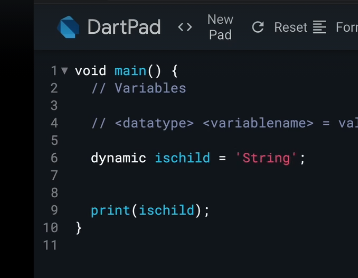 DartPad <> New Pad Reset Forr
1 void main() {
2 // Variables
3
4 // <datatype> <variablename> = val
5
6 dynamic ischild = 'String';
7
8
9 print(ischild);
10 }
11